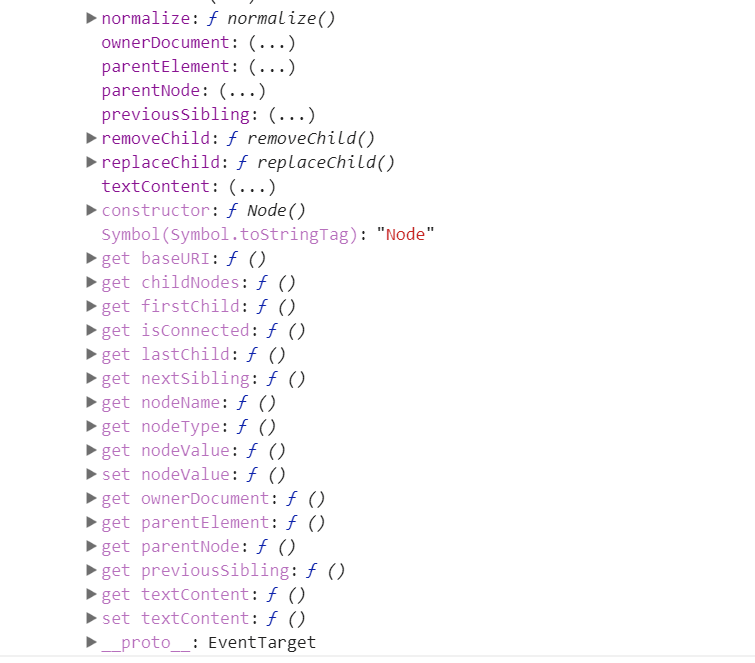 normalize: ƒ normalize()
ownerDocument: (...)
parentElement: (...)
parentNode: (...)
previousSibling: (...)
removeChild: ƒ removeChild()
replaceChild: ƒ replaceChild()
textContent: (...)
constructor: ƒ Node()
Symbol(Symbol.toStringTag): "Node"
get baseURI: ƒ ()
get childNodes: ƒ ()
get firstChild: ƒ ()
get isConnected: ƒ ()
get lastChild: ƒ ()
get nextSibling: ƒ ()
get nodeName: ƒ ()
get nodeType: ƒ ()
get nodeValue: ƒ ()
set nodeValue: ƒ ()
get ownerDocument: ƒ ()
get parentElement: ƒ ()
get parentNode: ƒ ()
get previousSibling: ƒ ()
get textContent: ƒ ()
set textContent: ƒ ()
__proto__: EventTarget